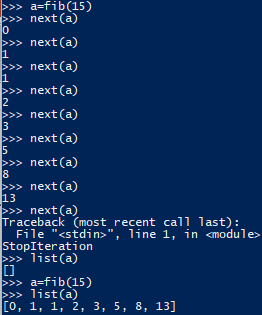 >>> a=fib(15)
>>> next(a)
0
>>> next(a)
1
>>> next(a)
1
>>> next(a)
2
>>> next(a)
3
>>> next(a)
5
>>> next(a)
8
>>> next(a)
13
>>> next(a)
Traceback (most recent call last):
  File "<stdin>", line 1, in <module>
StopIteration
>>> list(a)
[]
>>> a=fib(15)
>>> list(a)
[0, 1, 1, 2, 3, 5, 8, 13]